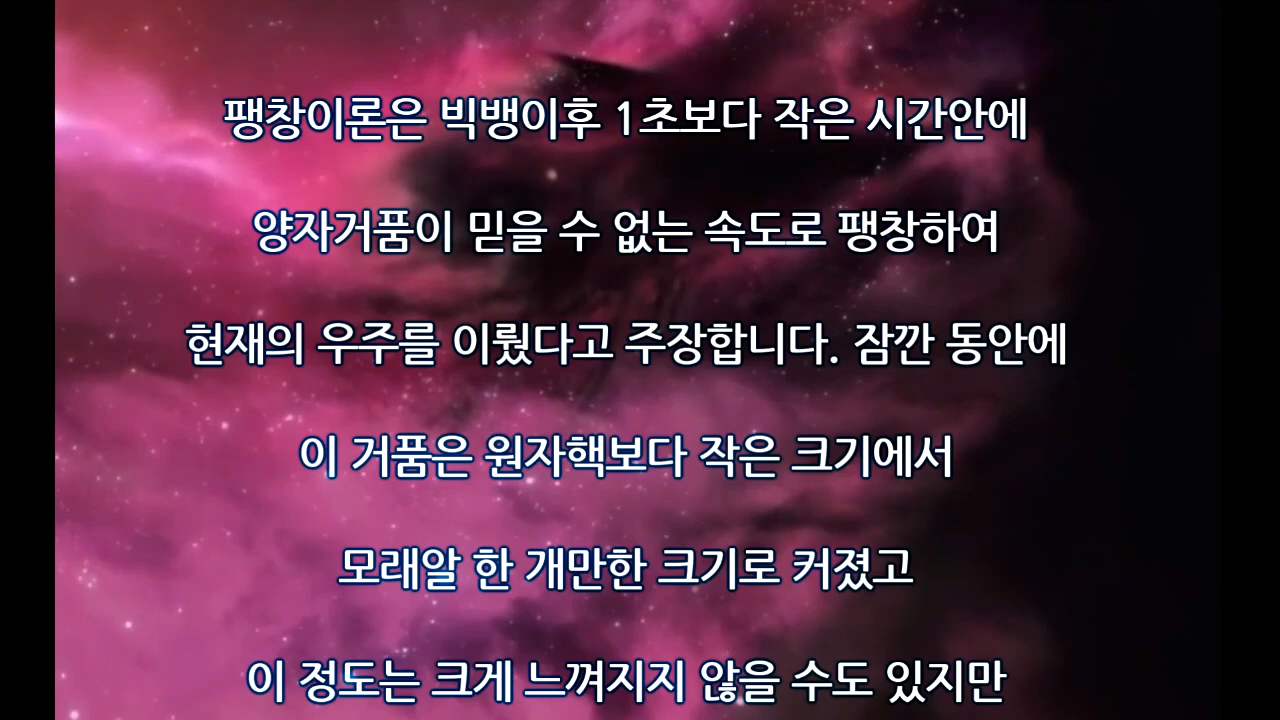 팽창이론은 빅뱅이후 1초보다 작은 시간안에
양자거품이 믿을 수 없는 속도로 팽창하여
현재의 우주를 이뤘다고 주장합니다. 잠깐 동안에
이 거품은 원자핵보다 작은 크기에서
모래알 한 개만한 크기로 커졌고
이 정도는 크게 느껴지지 않을 수도 있지만